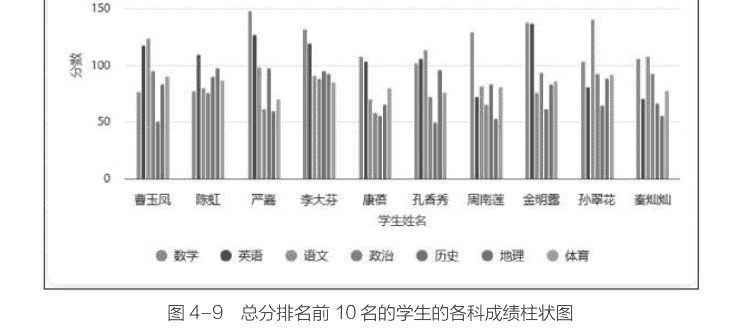 150
分数
100
50
0
曹玉凤 陈虹 严嘉 李大芬 康蓓 孔香秀 周南莲 金明露 孙翠花 秦灿灿
学生姓名
数学 英语 语文 政治 历史 地理 体育
图 4-9 总分排名前 10 名的学生的各科成绩柱状图